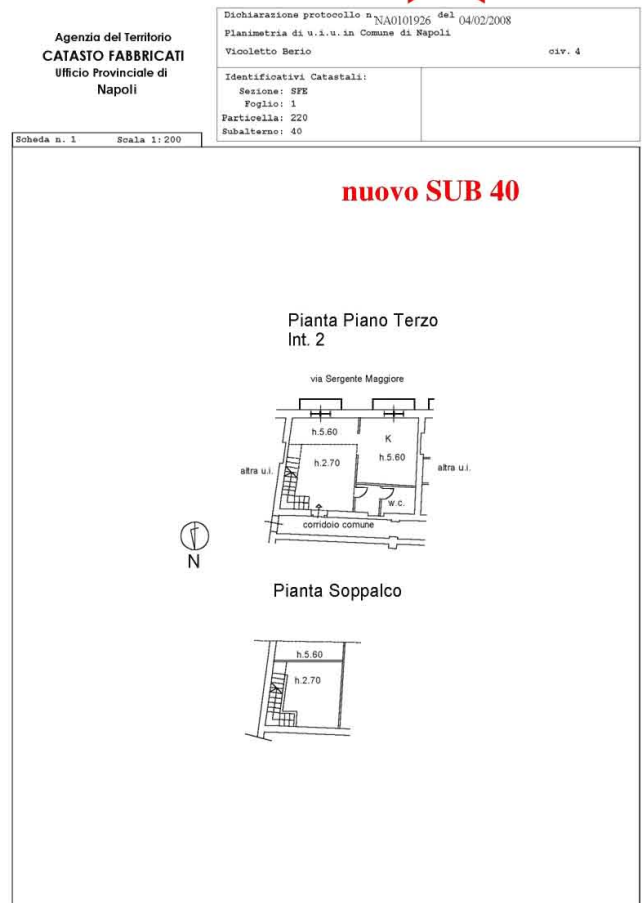 Agenzia del Territorio
CATASTO FABBRICATI
Ufficio Provinciale di
Napoli
Dichiarazione protocollo n. NA0101926 del 04/02/2008
Planimetria di u.i.u. in Comune di Napoli
Vicoletto Berio civ. 4
Identificativi Catastali:
Sezione: SFE
Foglio: 1
Particella: 220
Subalterno: 40
Scheda n. 1 Scala 1:200
nuovo SUB 40
Pianta Piano Terzo
Int. 2
via Sergente Maggiore
h.5.60
K
h.5.60
h.2.70
altra u.i.
altra u.i.
w.c.
corridoio comune
N
Pianta Soppalco
h.5.60
h.2.70